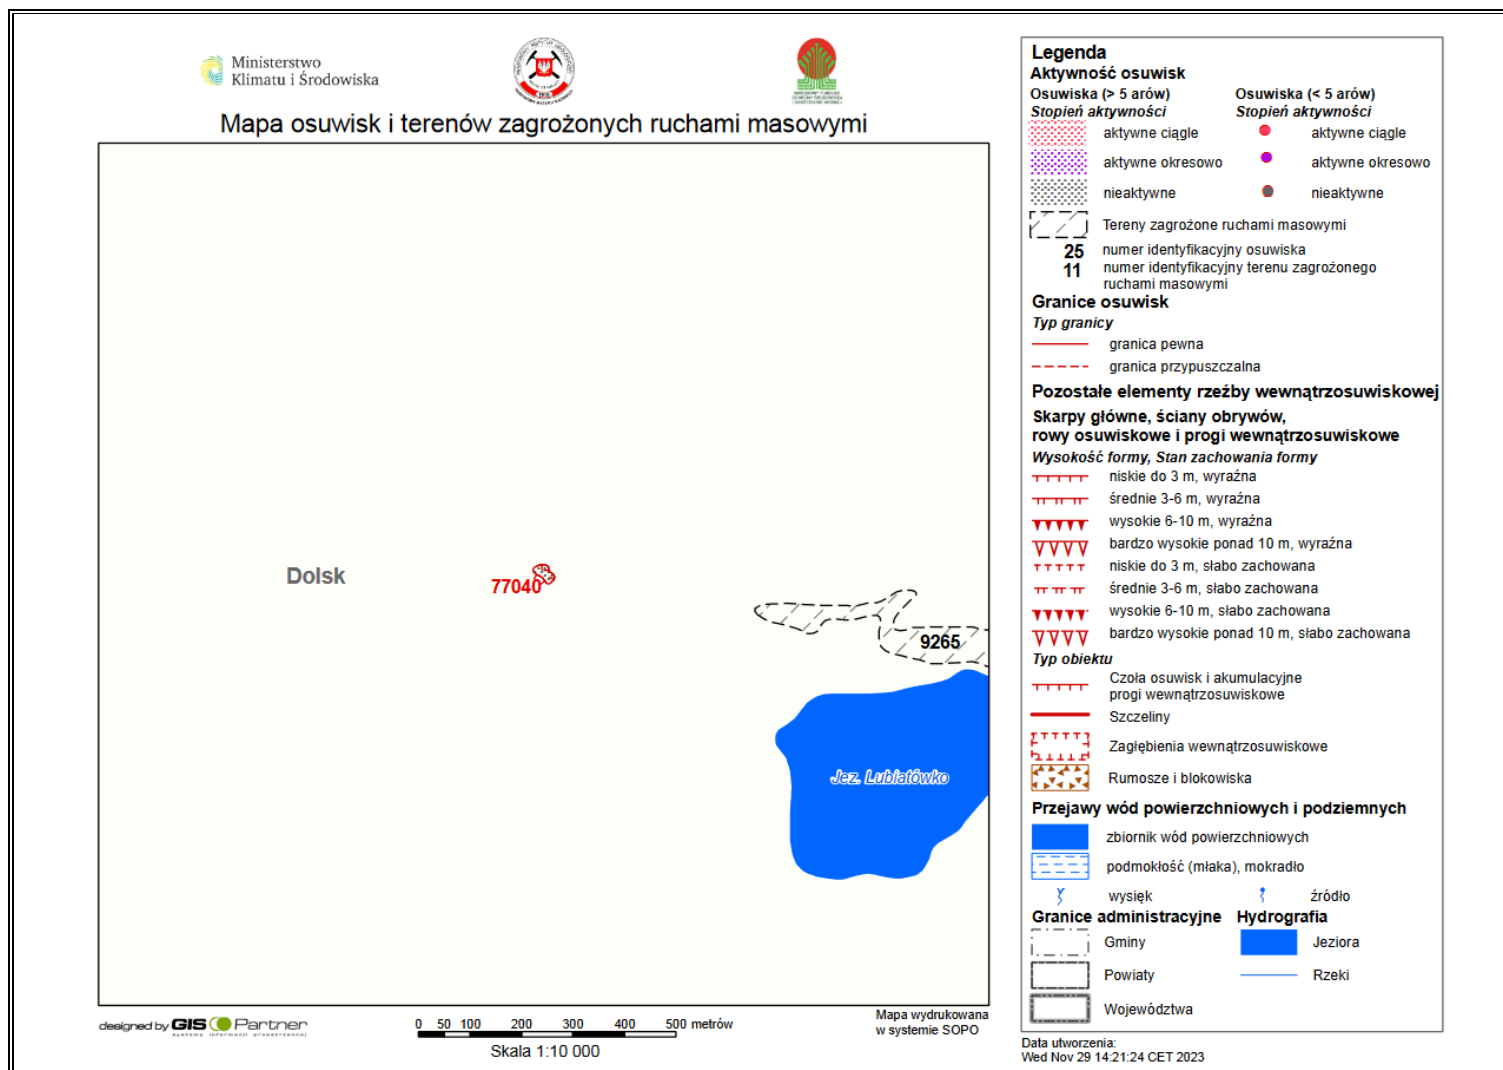 Ministerstwo
Klimatu i Środowiska
Mapa osuwisk i terenów zagrożonych ruchami masowymi
Dolsk
77040
9265
Jez. Lubiatówko
designed by GIS Partner
systemy informacji przestrzennej
0 50 100 200 300 400 500 metrów
Skala 1:10 000
Mapa wydrukowana
w systemie SOPO
Legenda
Aktywność osuwisk
Osuwiska (> 5 arów) Osuwiska (< 5 arów)
Stopień aktywności Stopień aktywności
aktywne ciągle aktywne ciągle
aktywne okresowo aktywne okresowo
nieaktywne nieaktywne
Tereny zagrożone ruchami masowymi
25 numer identyfikacyjny osuwiska
11 numer identyfikacyjny terenu zagrożonego
ruchami masowymi
Granice osuwisk
Typ granicy
granica pewna
granica przypuszczalna
Pozostałe elementy rzeźby wewnątrzosuwiskowej
Skarpy główne, ściany obrywów,
rowy osuwiskowe i progi wewnątrzosuwiskowe
Wysokość formy, Stan zachowania formy
niskie do 3 m, wyraźna
średnie 3-6 m, wyraźna
wysokie 6-10 m, wyraźna
bardzo wysokie ponad 10 m, wyraźna
niskie do 3 m, słabo zachowana
średnie 3-6 m, słabo zachowana
wysokie 6-10 m, słabo zachowana
bardzo wysokie ponad 10 m, słabo zachowana
Typ obiektu
Czoła osuwisk i akumulacyjne
progi wewnątrzosuwiskowe
Szczeliny
Zagłębienia wewnątrzosuwiskowe
Rumosze i blokowiska
Przejawy wód powierzchniowych i podziemnych
zbiornik wód powierzchniowych
podmokłość (młaka), mokradło
wysięk źródło
Granice administracyjne Hydrografia
Gminy Jeziora
Powiaty Rzeki
Województwa
Data utworzenia:
Wed Nov 29 14:21:24 CET 2023